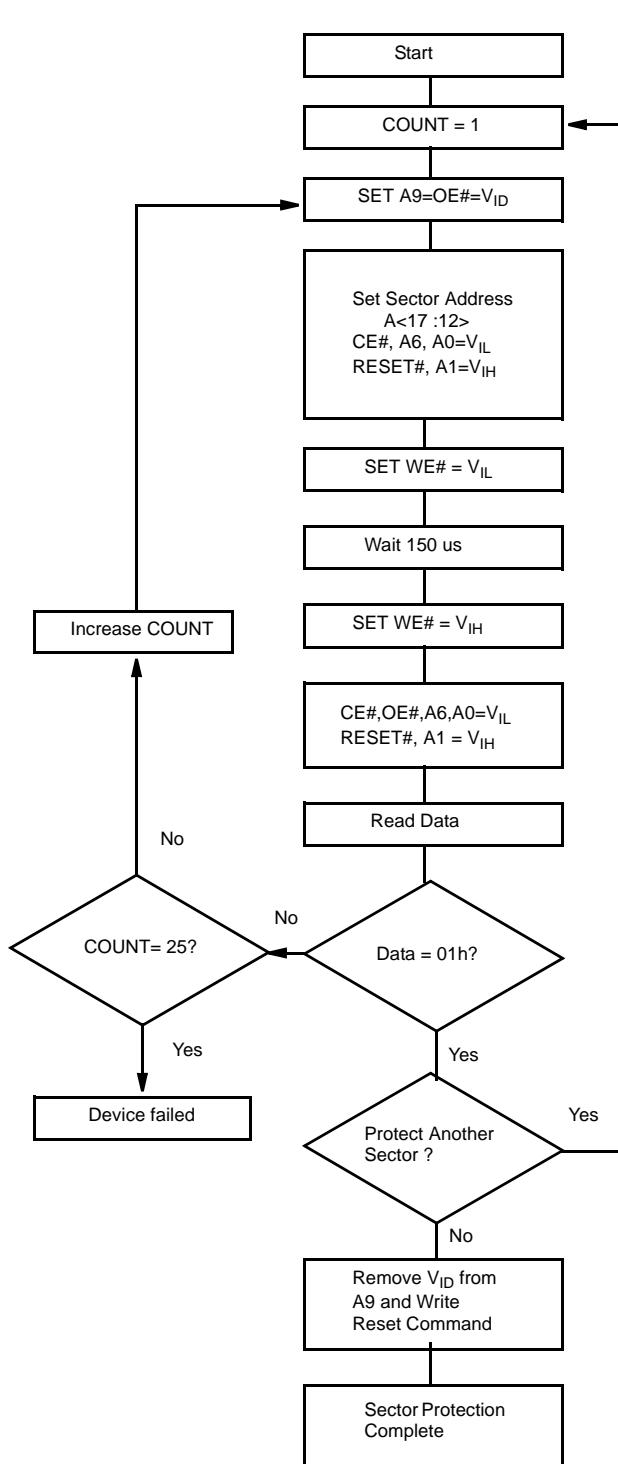 Start
COUNT = 1
SET A9=OE#=VID
Set Sector Address
A<17 :12>
CE#, A6, A0=VIL
RESET#, A1=VIH
SET WE# = VIL
Wait 150 us
SET WE# = VIH
Increase COUNT
CE#,OE#,A6,A0=VIL
RESET#, A1 = VIH
Read Data
No
No
COUNT= 25?
Data = 01h?
Yes
Yes
Device failed
Protect Another
Sector ?
Yes
No
Remove VID from
A9 and Write
Reset Command
Sector Protection
Complete